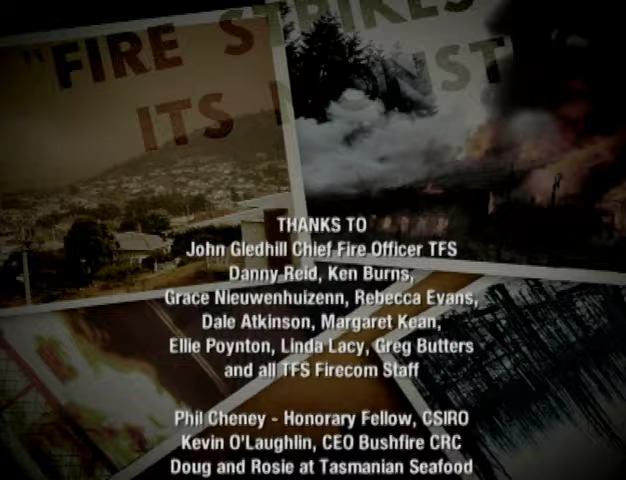 "FIRE STRIKES
ITS
THANKS TO
John Gledhill Chief Fire Officer TFS
Danny Reid, Ken Burns,
Grace Nieuwenhuizenn, Rebecca Evans,
Dale Atkinson, Margaret Kean,
Ellie Poynton, Linda Lacy, Greg Butters
and all TFS Firecom Staff
Phil Cheney - Honorary Fellow, CSIRO
Kevin O'Laughlin, CEO Bushfire CRC
Doug and Rosie at Tasmanian Seafood